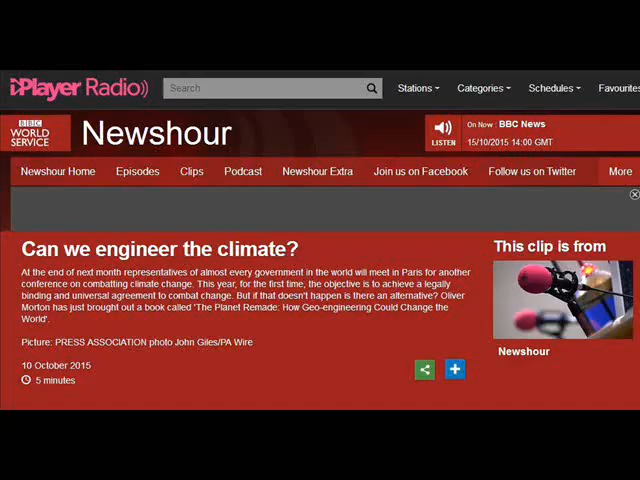 iPlayer Radio
Search
Stations
Categories
Schedules
Favourites
BBC
WORLD
SERVICE
Newshour
LISTEN
On Now : BBC News
15/10/2015 14:00 GMT
Newshour Home
Episodes
Clips
Podcast
Newshour Extra
Join us on Facebook
Follow us on Twitter
More
Can we engineer the climate?
At the end of next month representatives of almost every government in the world will meet in Paris for another
conference on combatting climate change. This year, for the first time, the objective is to achieve a legally
binding and universal agreement to combat change. But if that doesn't happen is there an alternative? Oliver
Morton has just brought out a book called 'The Planet Remade: How Geo-engineering Could Change the
World'.
Picture: PRESS ASSOCIATION photo John Giles/PA Wire
10 October 2015
5 minutes
This clip is from
Newshour